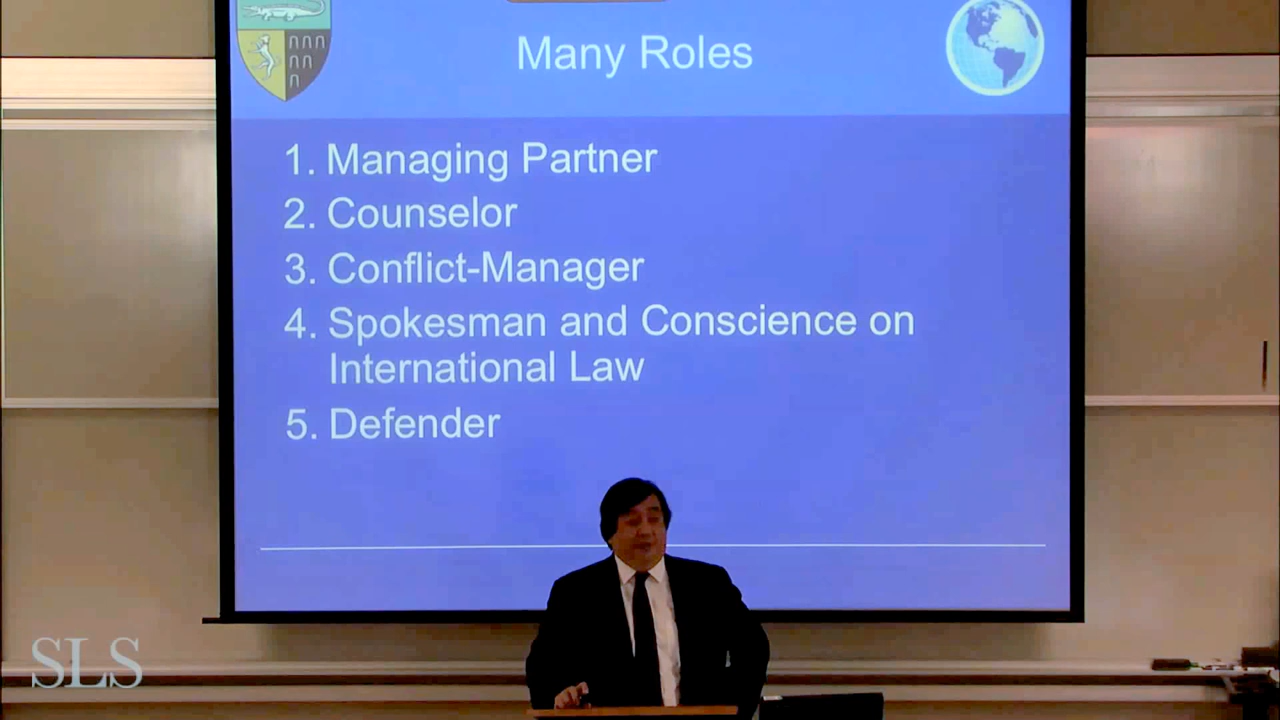 Many Roles
1. Managing Partner
2. Counselor
3. Conflict-Manager
4. Spokesman and Conscience on
International Law
5. Defender
SLS